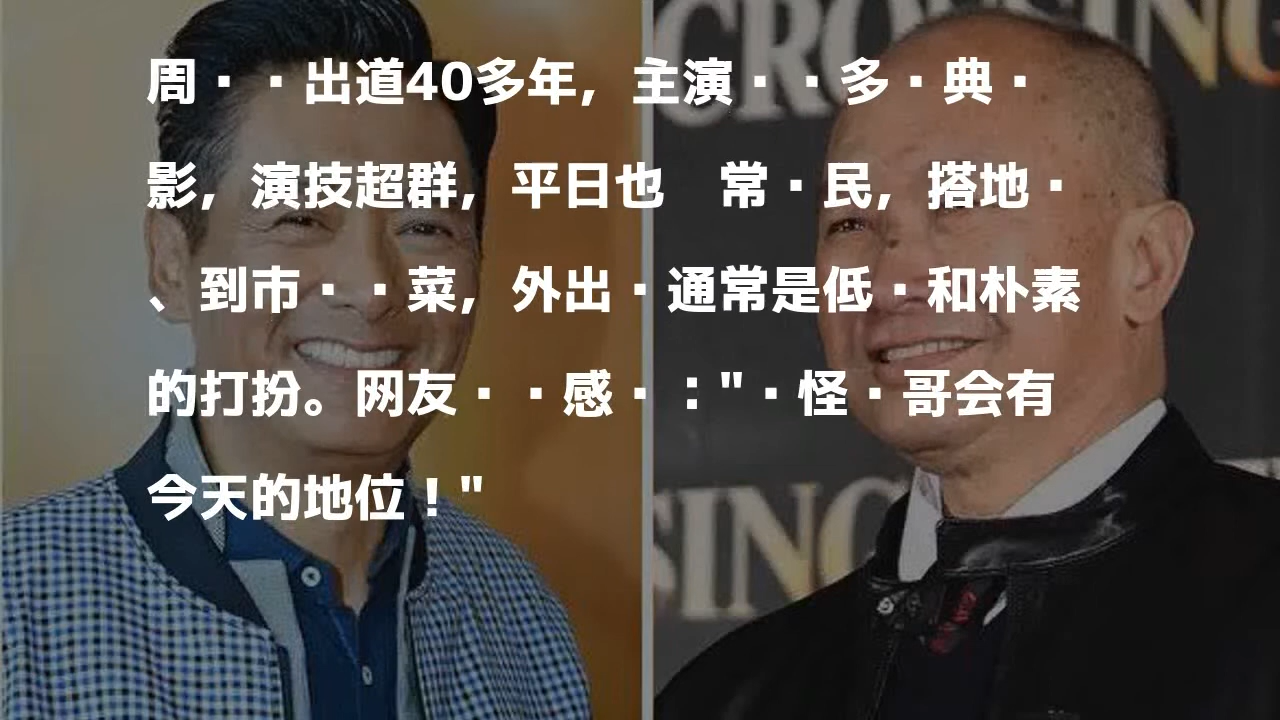 周··出道40多年，主演··多·典·
影，演技超群，平日也　常·民，搭地·
、到市··菜，外出·通常是低·和朴素
的打扮。网友··感·："·怪·哥会有
今天的地位！"
CROSSING
SING